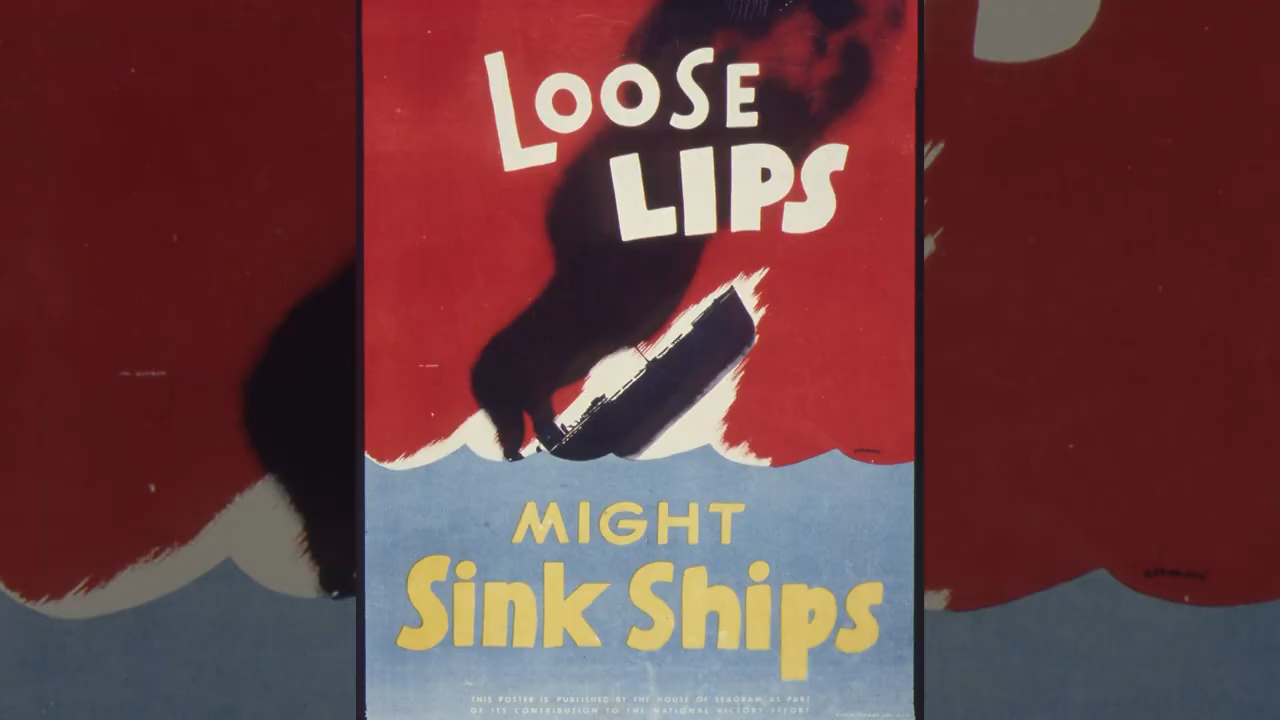 LOOSE
LIPS
MIGHT
Sink Ships
THIS POSTER IS PUBLISHED BY THE HOUSE OF SEAGRAM AS PART
OF ITS CONTRIBUTION TO THE NATIONAL VICTORY EFFORT